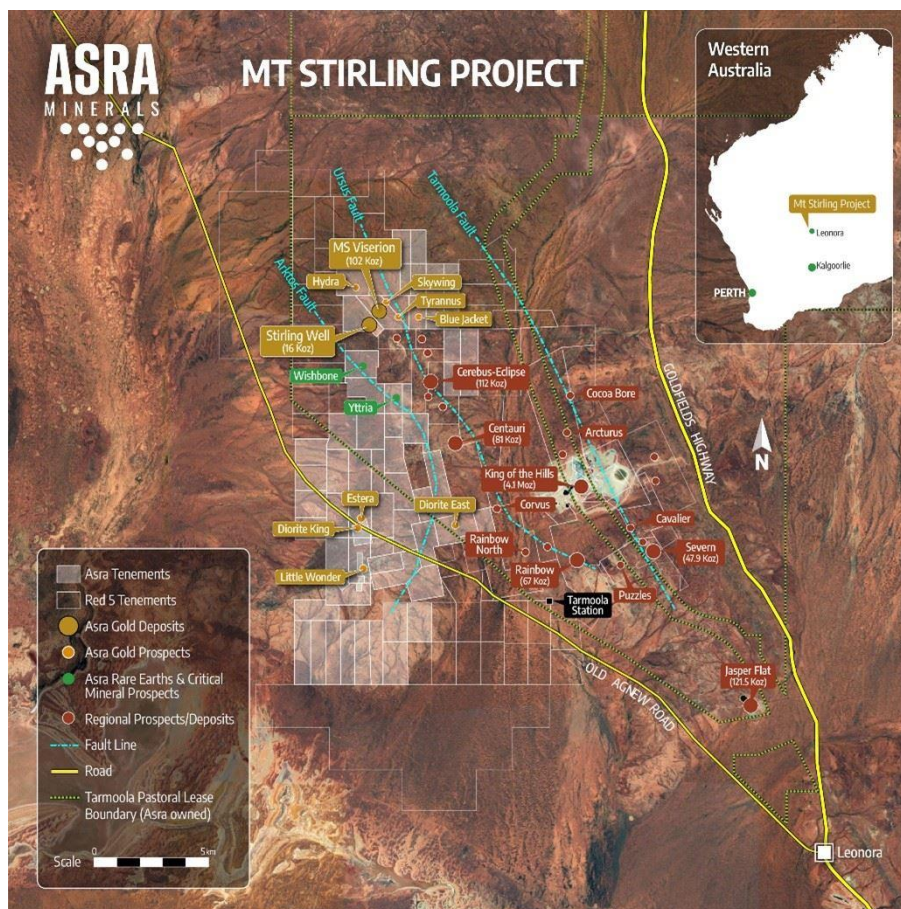 ASRA
MINERALS
MT STIRLING PROJECT
Western
Australia
Mt Stirling Project
Leonora
Kalgoorlie
PERTH
Ursus Fault
Tarmoola Fault
Arktos Fault
MS Viserion
(102 Koz)
Hydra
Skywing
Tyrannus
Blue Jacket
Stirling Well
(16 Koz)
Wishbone
Yttria
Cerebus-Eclipse
(112 Koz)
Cocoa Bore
GOLDFIELDS HIGHWAY
Centauri
(81 Koz)
Arcturus
N
King of the Hills
(4.1 Moz)
Corvus
Estera
Diorite East
Diorite King
Cavalier
Rainbow
North
Severn
(47.9 Koz)
Little Wonder
Rainbow
(67 Koz)
Puzzles
Tarmoola
Station
Jasper Flat
(121.5 Koz)
OLD AGNEW ROAD
Leonora
Asra Tenements
Red 5 Tenements
Asra Gold Deposits
Asra Gold Prospects
Asra Rare Earths & Critical
Mineral Prospects
Regional Prospects/Deposits
Fault Line
Road
Tarmoola Pastoral Lease
Boundary (Asra owned)
Scale
0
5km